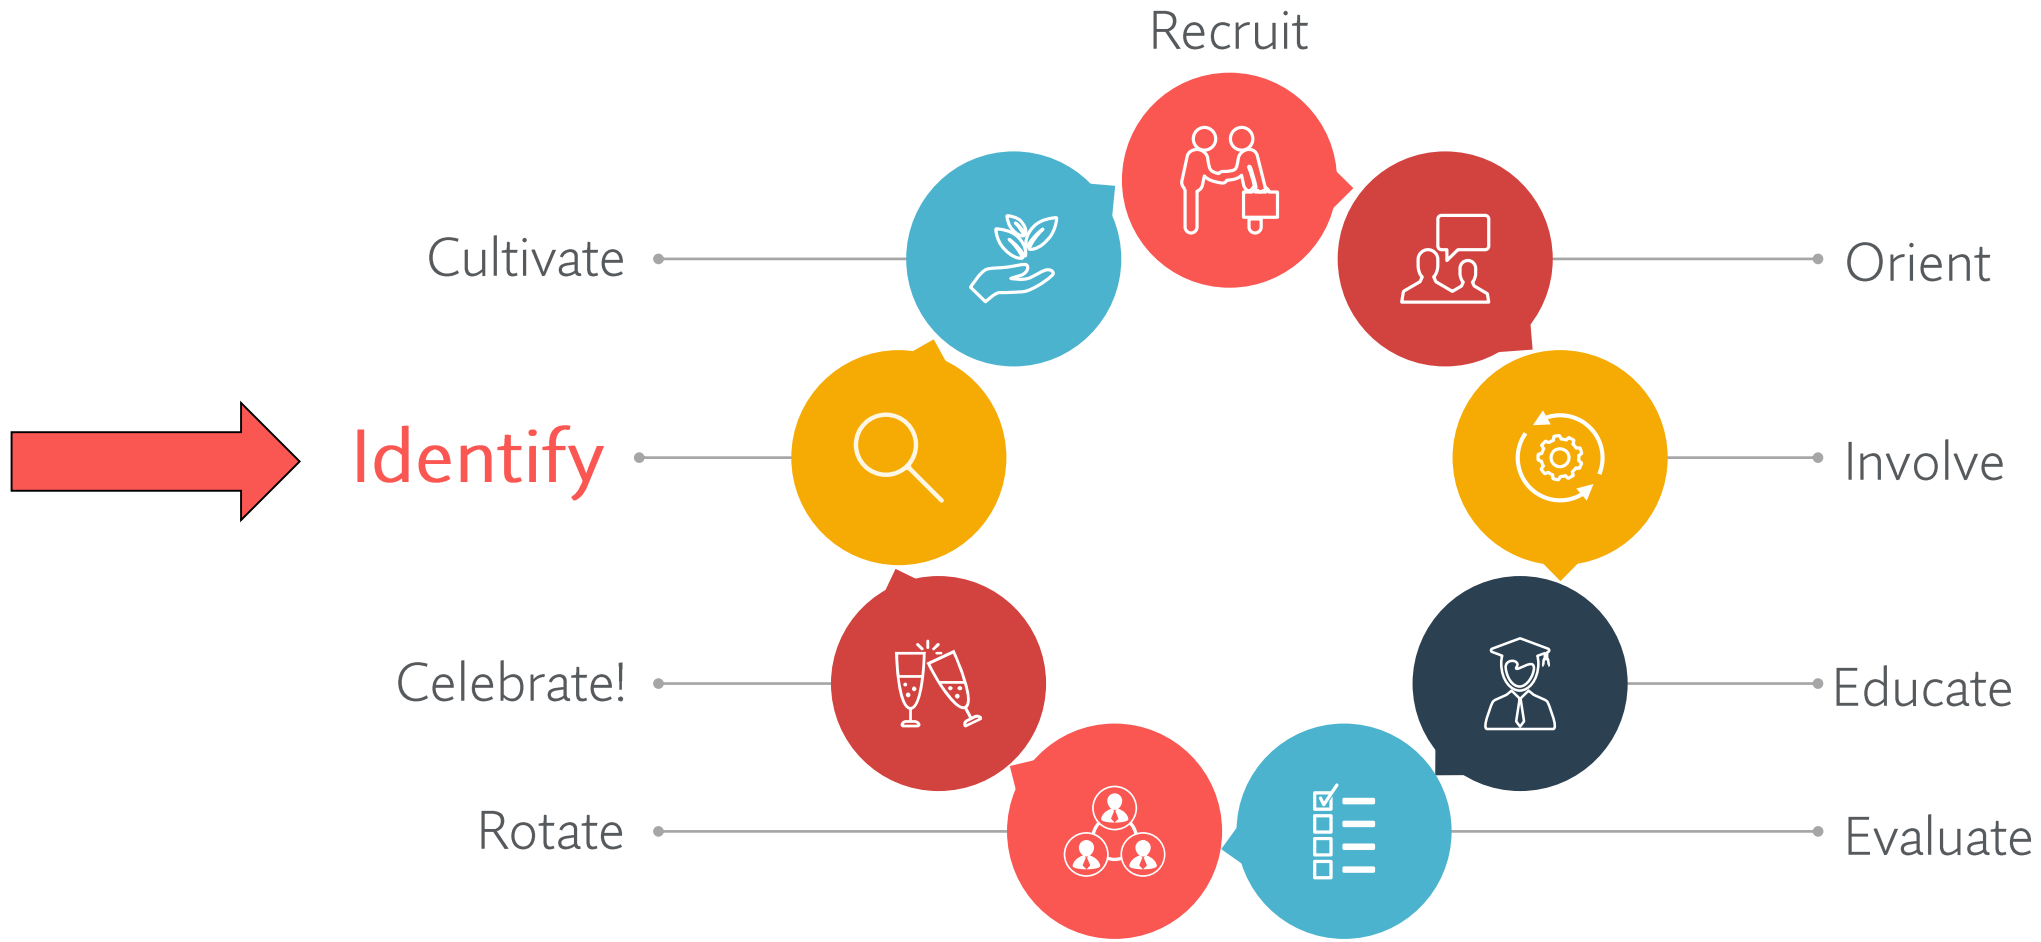 Recruit
Cultivate
Orient
Identify
Involve
Celebrate!
Educate
Rotate
Evaluate